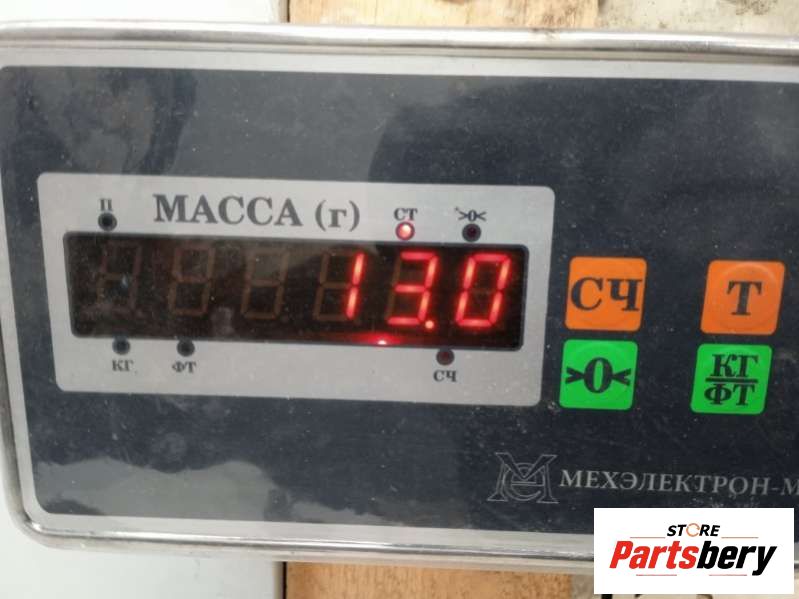 П МАССА (г) СТ >0<
13.0
КГ ФТ СЧ
СЧ Т
>0< КГ
ФТ
МЕХЭЛЕКТРОН-М
STORE
Partsbery